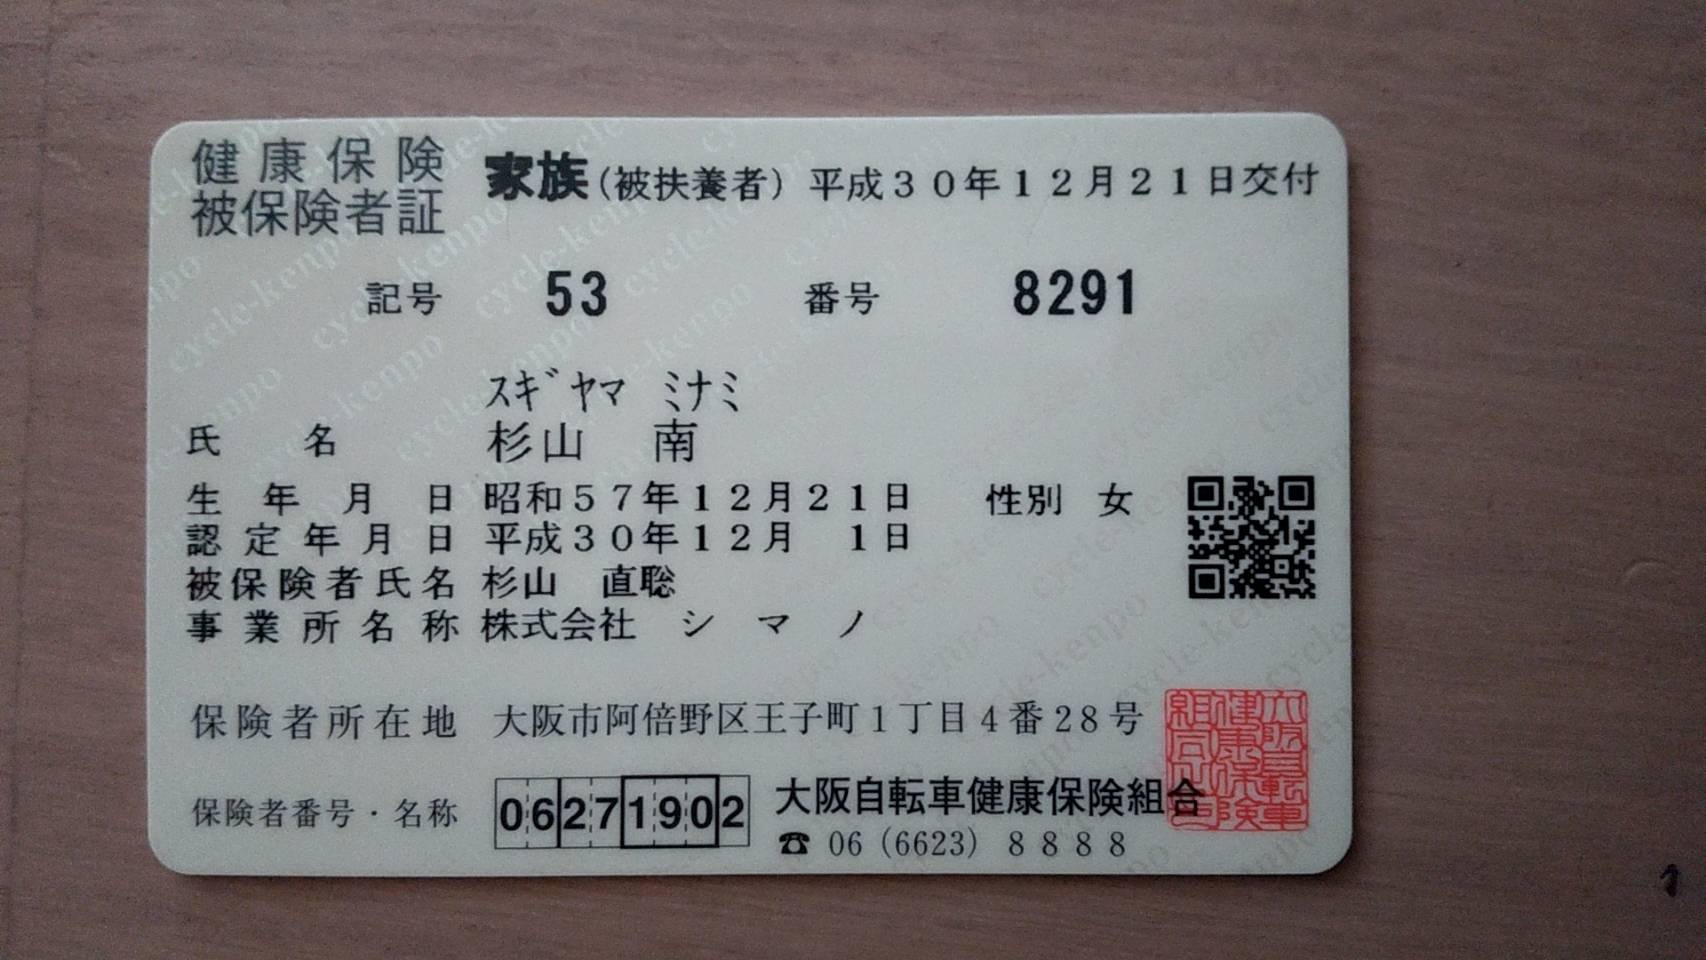 健康保険
被保険者証
家族(被扶養者) 平成30年12月21日交付
記号 53 番号 8291
スギヤマ ミナミ
氏名 杉山 南
生年月日 昭和57年12月21日 性別 女
認定年月日 平成30年12月 1日
被保険者氏名 杉山 直聡
事業所名称 株式会社 シマノ
保険者所在地 大阪市阿倍野区王子町1丁目4番28号
保険者番号・名称 06271902 大阪自転車健康保険組合
☎ 06 (6623) 8888
cycle-kenpo